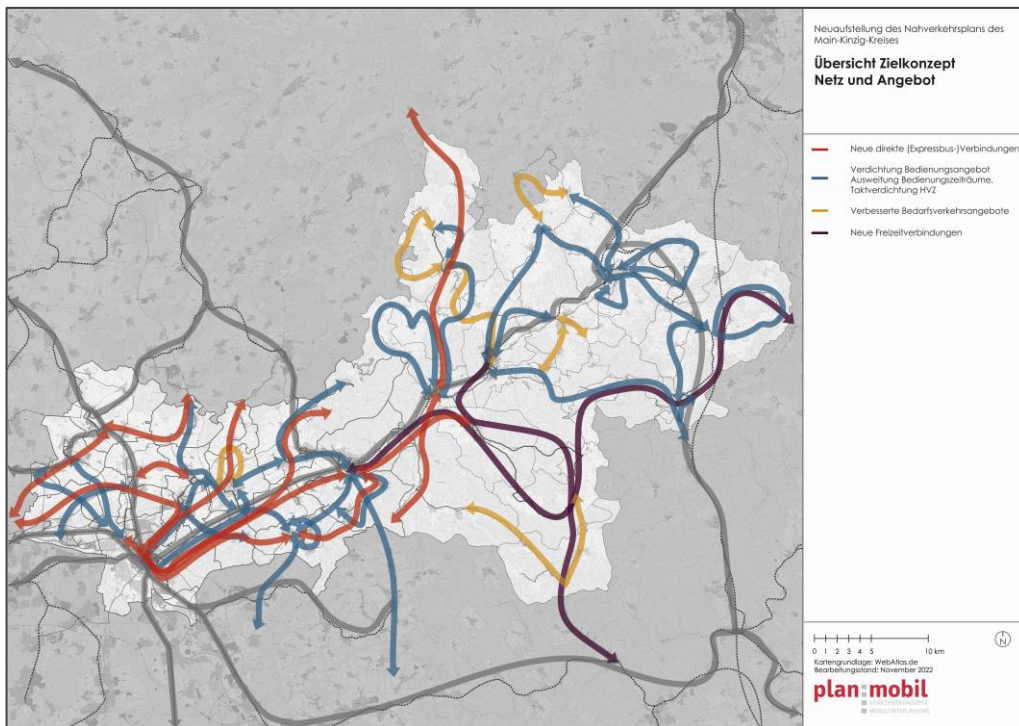 Neuaufstellung des Nahverkehrsplans des
Main-Kinzig-Kreises
Übersicht Zielkonzept
Netz und Angebot
Neue direkte (Expressbus-)Verbindungen
Verdichtung Bedienungsangebot
Ausweitung Bedienungszeiträume,
Taktverdichtung HVZ
Verbesserte Bedarfsverkehrsangebote
Neue Freizeitverbindungen
0 1 2 3 4 5 10 km
N
Kartengrundlage: WebAtlas.de
Bearbeitungsstand: November 2022
plan:mobil
VERKEHRSKONZEPTE
MOBILITÄTSPLANUNG